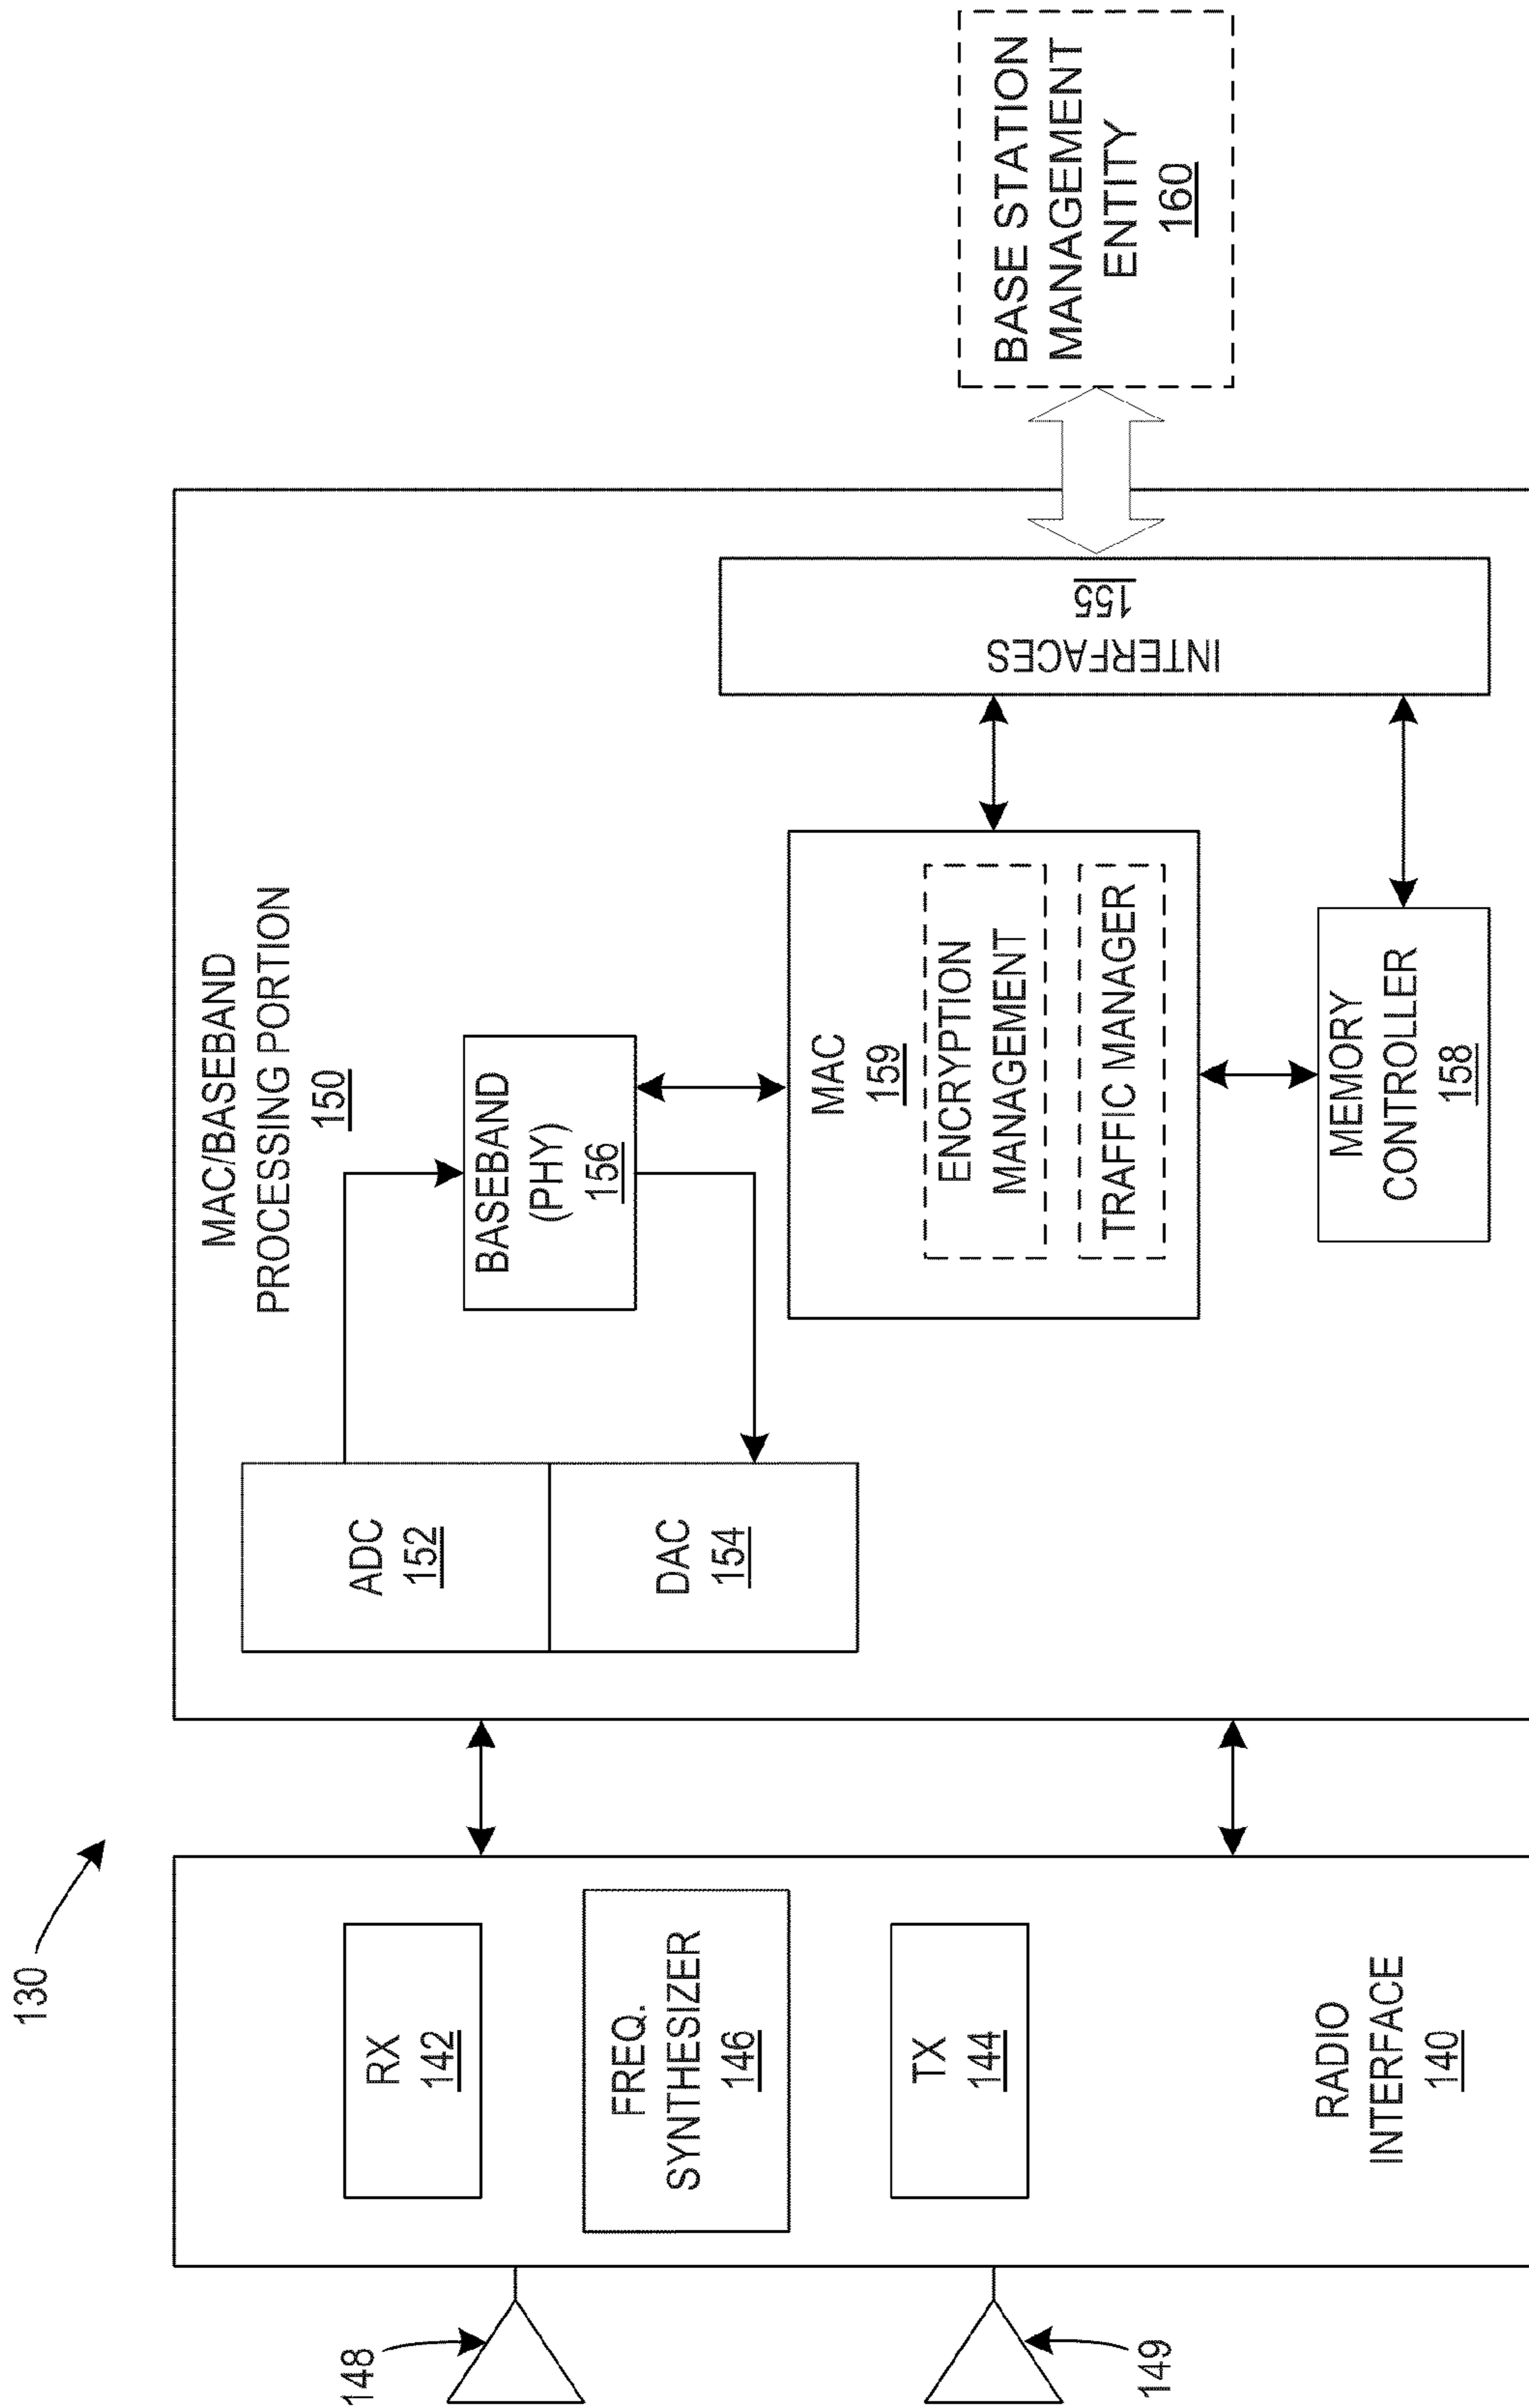 130
148
149
RX
142
FREQ.
SYNTHESIZER
146
TX
144
RADIO
INTERFACE
140
MAC/BASEBAND
PROCESSING PORTION
150
ADC
152
DAC
154
BASEBAND
(PHY)
156
MAC
159
ENCRYPTION
MANAGEMENT
TRAFFIC MANAGER
MEMORY
CONTROLLER
158
INTERFACES
155
BASE STATION
MANAGEMENT
ENTITY
160